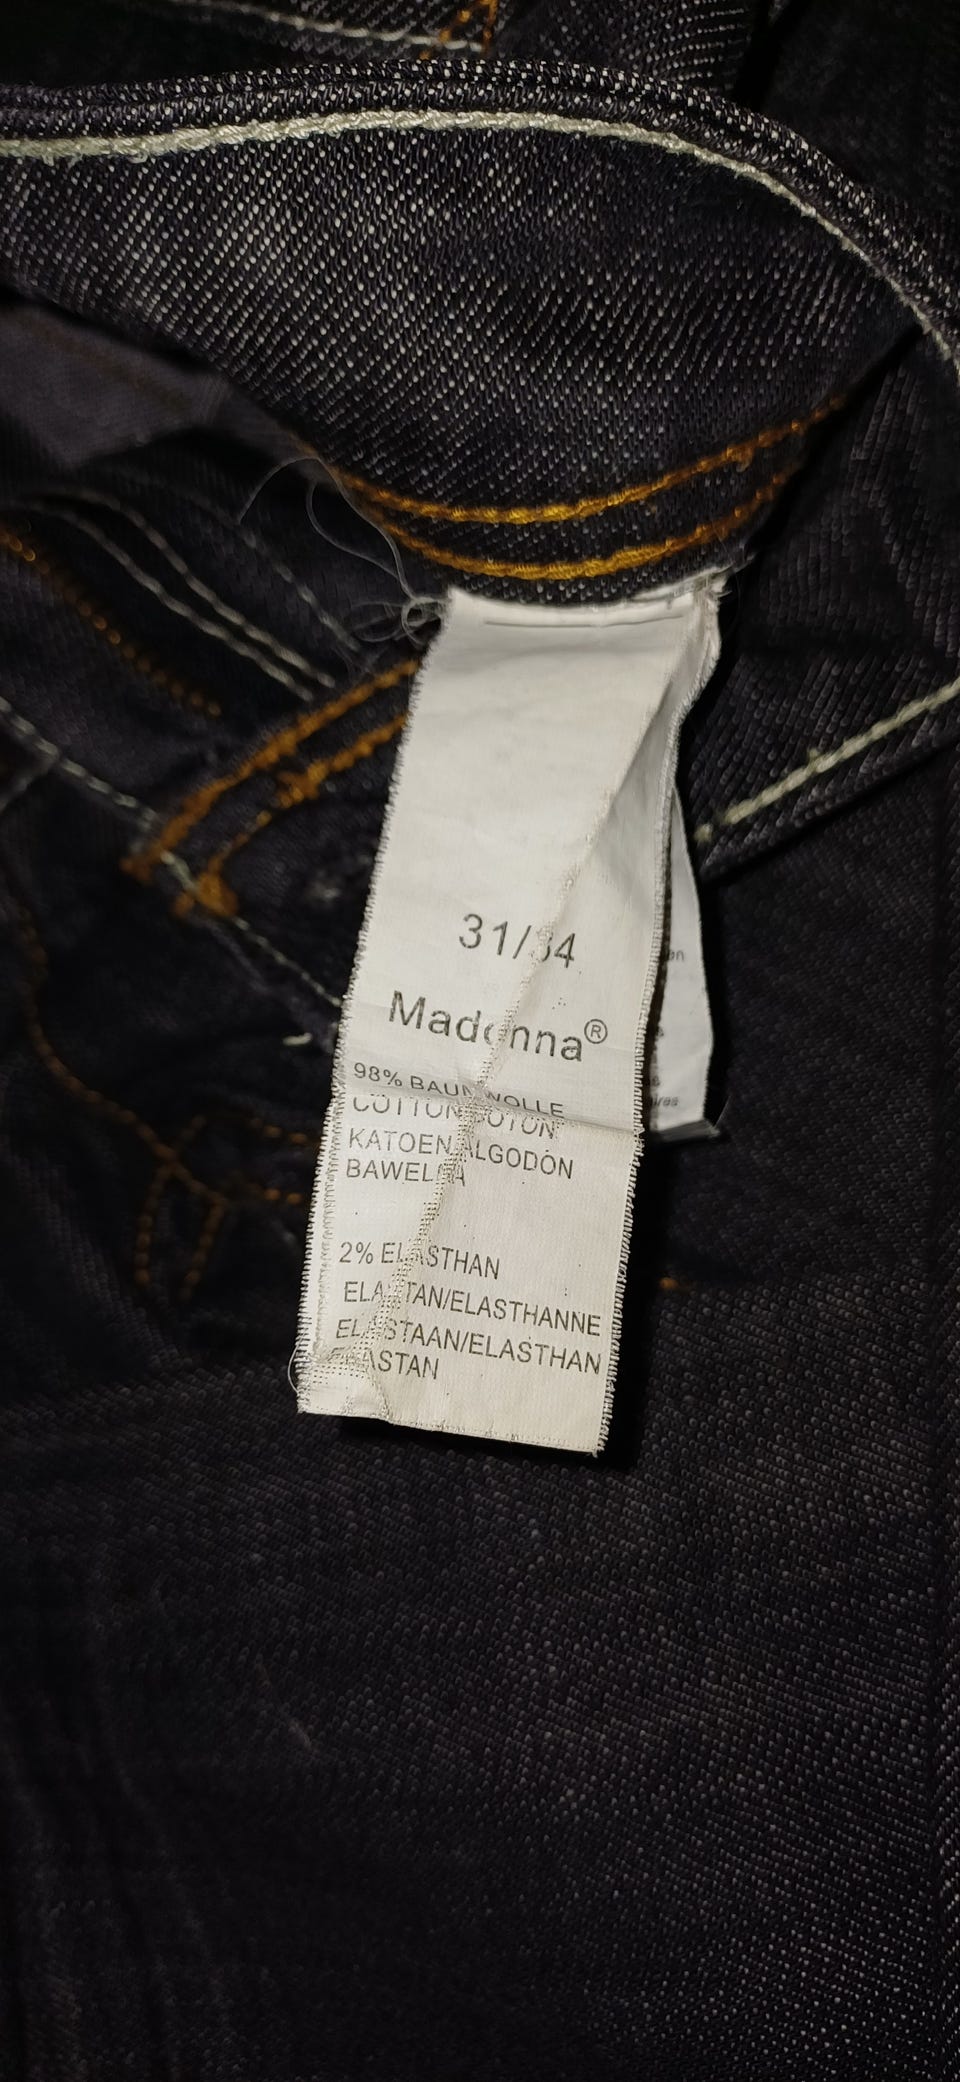 31/34
Madonna®
98% BAUMWOLLE
COTTON/COTON
KATOEN/ALGODÓN
BAWEŁNA
2% ELASTHAN
ELASTAN/ELASTHANNE
ELASTAAN/ELASTHAN
ELASTAN